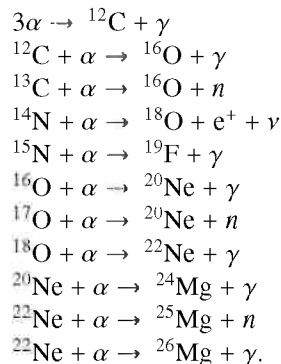 3α → ¹²C + γ
¹²C + α → ¹⁶O + γ
¹³C + α → ¹⁶O + n
¹⁴N + α → ¹⁸O + e⁺ + ν
¹⁵N + α → ¹⁹F + γ
¹⁶O + α → ²⁰Ne + γ
¹⁷O + α → ²⁰Ne + n
¹⁸O + α → ²²Ne + γ
²⁰Ne + α → ²⁴Mg + γ
²²Ne + α → ²⁵Mg + n
²²Ne + α → ²⁶Mg + γ.